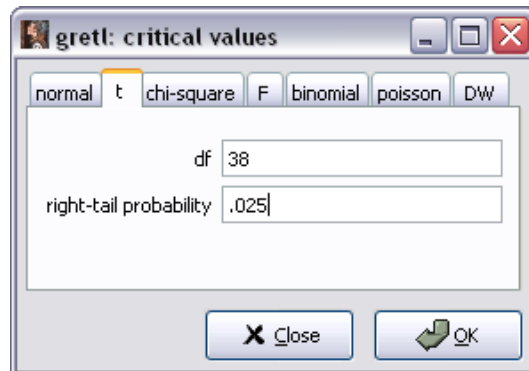 gretl: critical values
normal t chi-square F binomial poisson DW
df 38
right-tail probability .025
Close OK